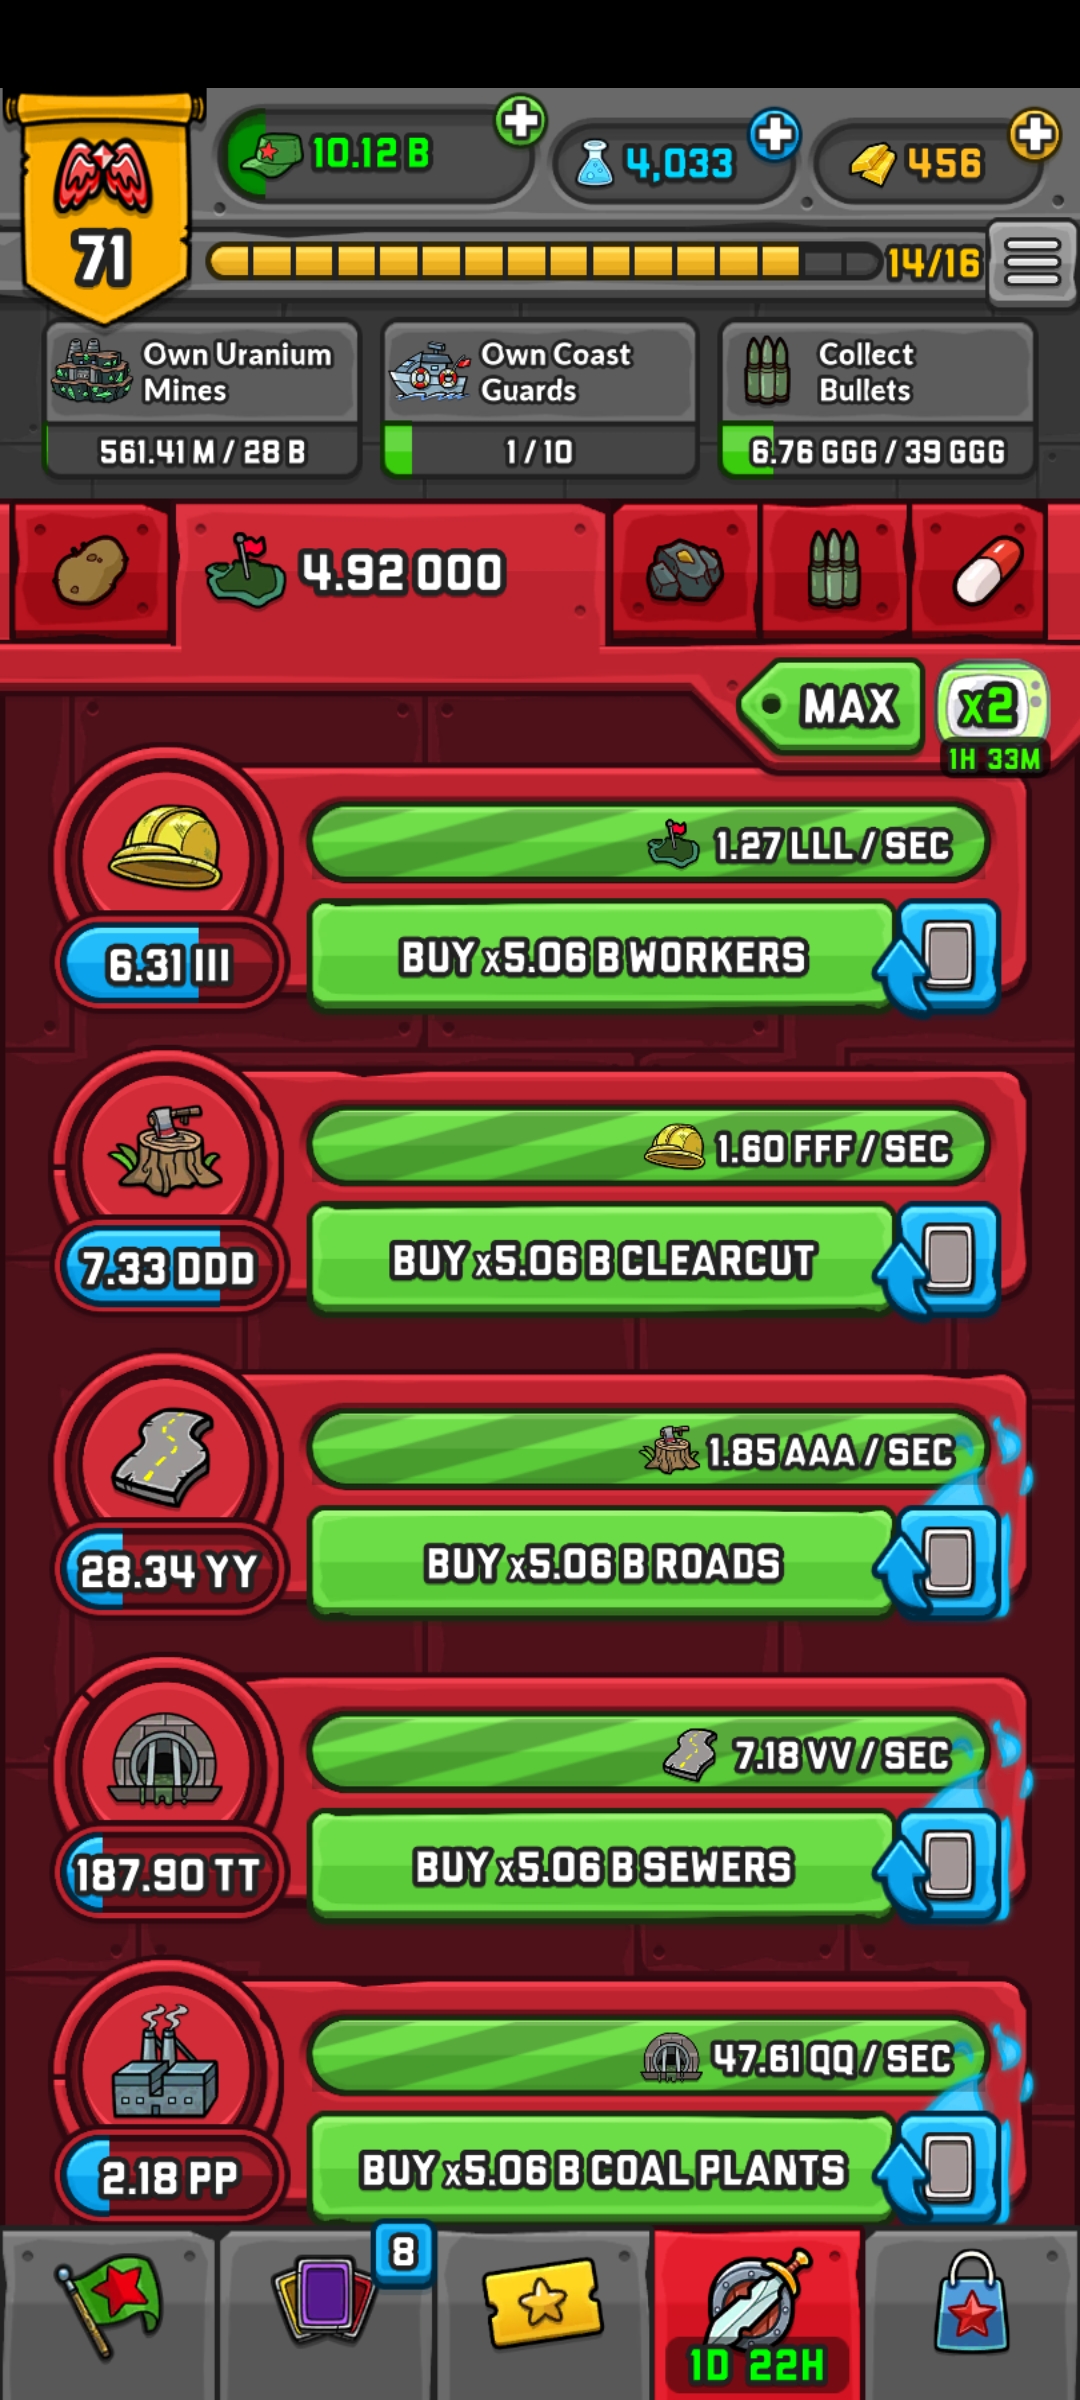 10.12 B
4,033
456
71
14/16
Own Uranium
Mines
561.41 M / 28 B
Own Coast
Guards
1 / 10
Collect
Bullets
6.76 GGG / 39 GGG
4.92 OOO
MAX
x2
1H 33M
1.27 LLL / SEC
6.31 III
BUY x5.06 B WORKERS
1.60 FFF / SEC
7.33 DDD
BUY x5.06 B CLEARCUT
1.85 AAA / SEC
28.34 YY
BUY x5.06 B ROADS
7.18 VV / SEC
187.90 TT
BUY x5.06 B SEWERS
47.61 QQ / SEC
2.18 PP
BUY x5.06 B COAL PLANTS
8
1D 22H